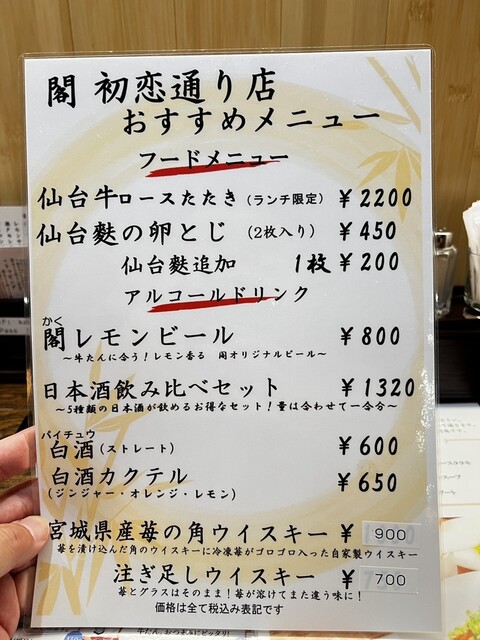 閣 初恋通り店
おすすめメニュー
フードメニュー
仙台牛ロースたたき(ランチ限定) ¥2200
仙台麩の卵とじ (2枚入り) ¥450
仙台麩追加 1枚¥200
アルコールドリンク
かく
閣レモンビール ¥800
～牛たんに合う!レモン香る 閣オリジナルビール～
日本酒飲み比べセット ¥1320
～5種類の日本酒が飲めるお得なセット!量は合わせて一合分～
パイチュウ
白酒(ストレート) ¥600
白酒カクテル ¥650
(ジンジャー・オレンジ・レモン)
宮城県産苺の角ウイスキー ¥ 900
苺を漬け込んだ角のウイスキーに冷凍苺がゴロゴロ入った自家製ウイスキー
注ぎ足しウイスキー ¥ 700
苺とグラスはそのまま!苺が溶けてまた違う味に!
価格は全て税込み表記です